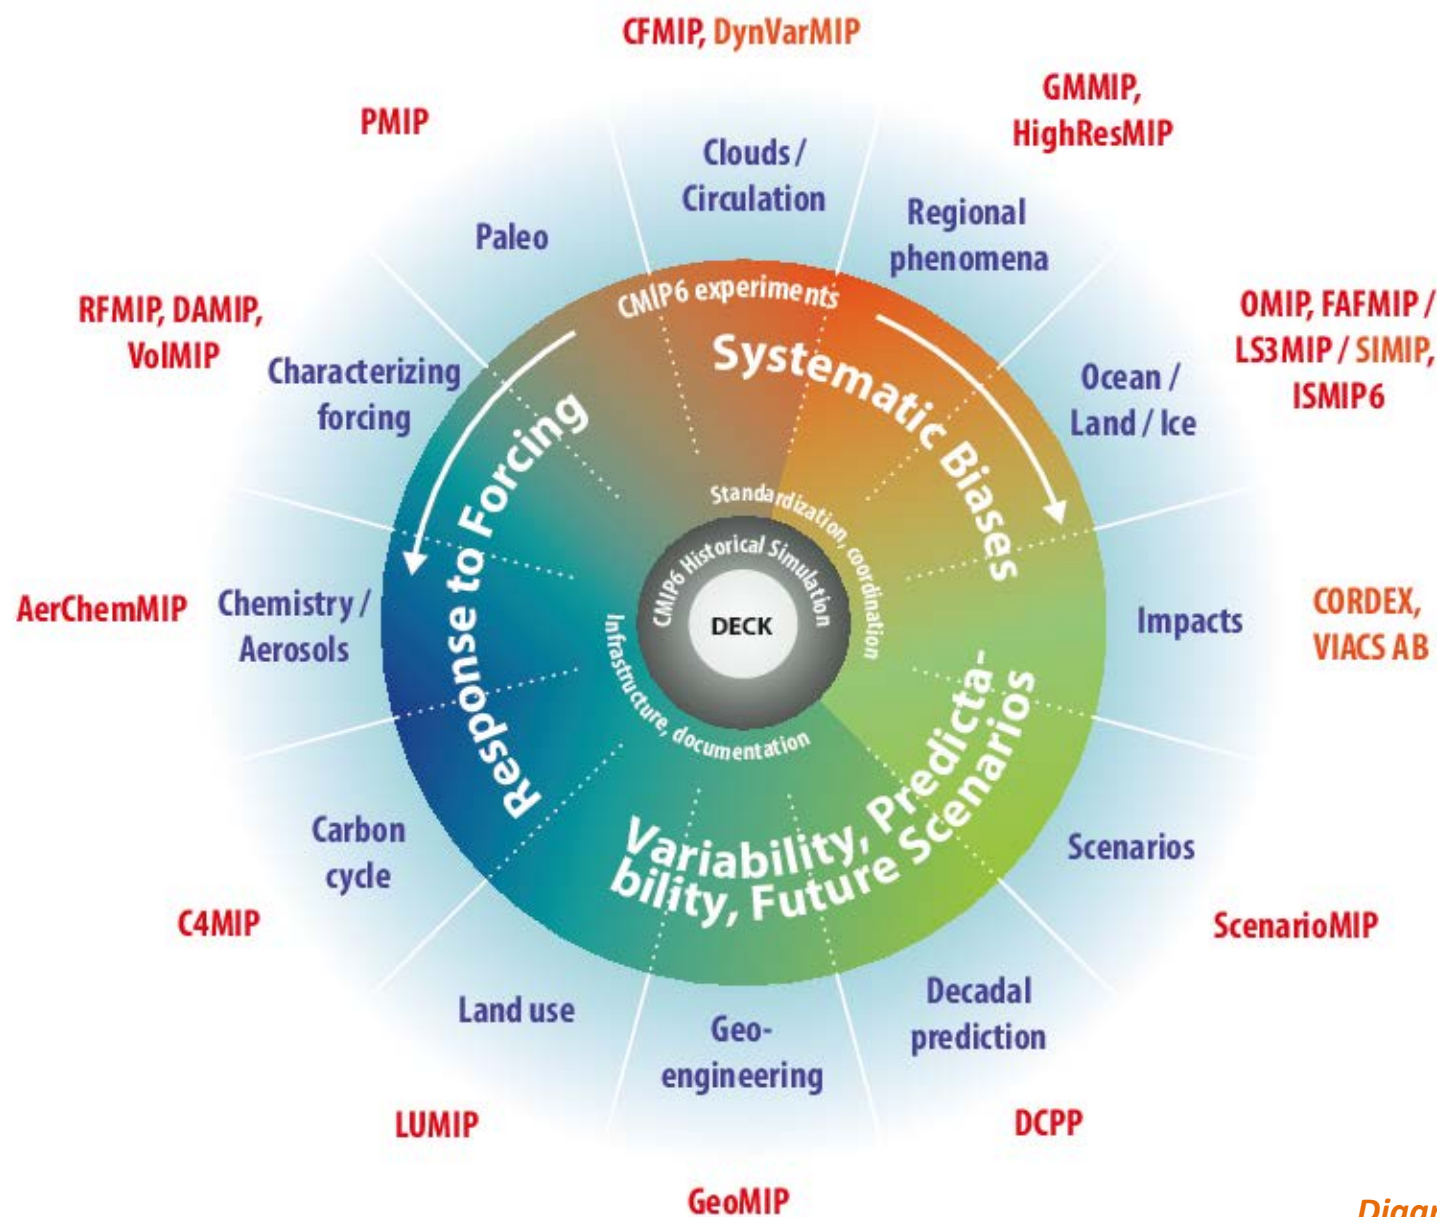 CFMIP, DynVarMIP
GMMIP,
HighResMIP
PMIP
Clouds /
Circulation
Regional
phenomena
Paleo
OMIP, FAFMIP /
LS3MIP / SIMIP,
ISMIP6
RFMIP, DAMIP,
VolMIP
Characterizing
forcing
Ocean /
Land / Ice
CMIP6 experiments
Systematic Biases
Response to Forcing
Standardization, coordination
CMIP6 Historical Simulation
DECK
Infrastructure, documentation
Variability, Predicta-
bility, Future Scenarios
AerChemMIP
Chemistry /
Aerosols
Impacts
CORDEX,
VIACS AB
Carbon
cycle
Scenarios
C4MIP
ScenarioMIP
Land use
Geo-
engineering
Decadal
prediction
LUMIP
DCPP
GeoMIP